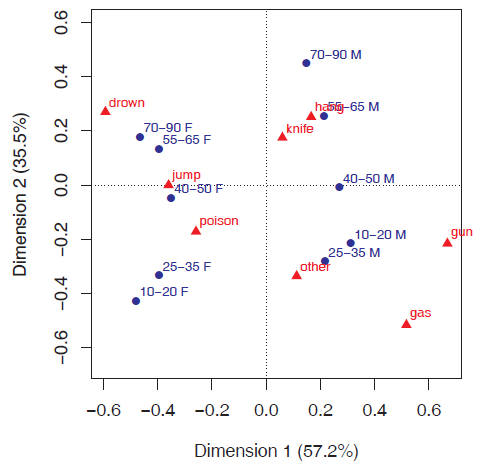 70−90 M
drown
hang
55−65 M
70−90 F
knife
55−65 F
jump
40−50 F
40−50 M
poison
10−20 M
gun
25−35 M
25−35 F
other
10−20 F
gas
0.6
0.4
0.2
0.0
−0.2
−0.4
−0.6
Dimension 2 (35.5%)
−0.6 −0.4 −0.2 0.0 0.2 0.4 0.6
Dimension 1 (57.2%)